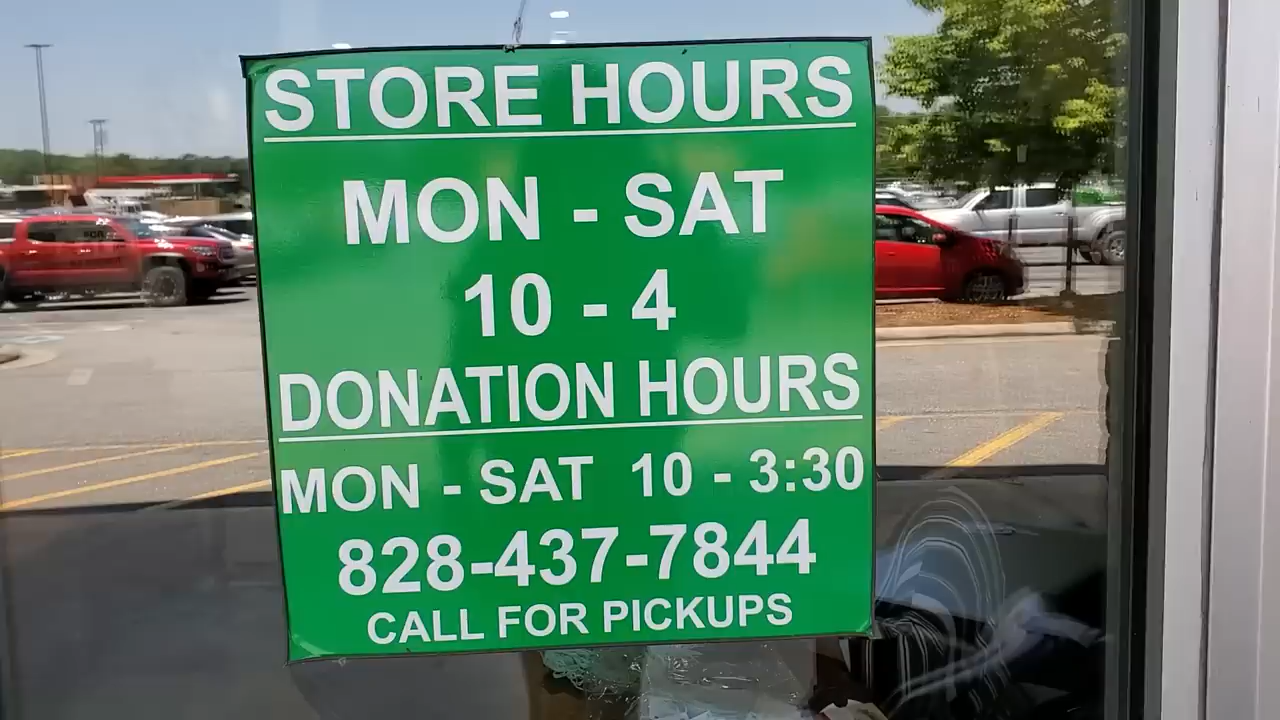 STORE HOURS
MON - SAT
10 - 4
DONATION HOURS
MON - SAT 10 - 3:30
828-437-7844
CALL FOR PICKUPS